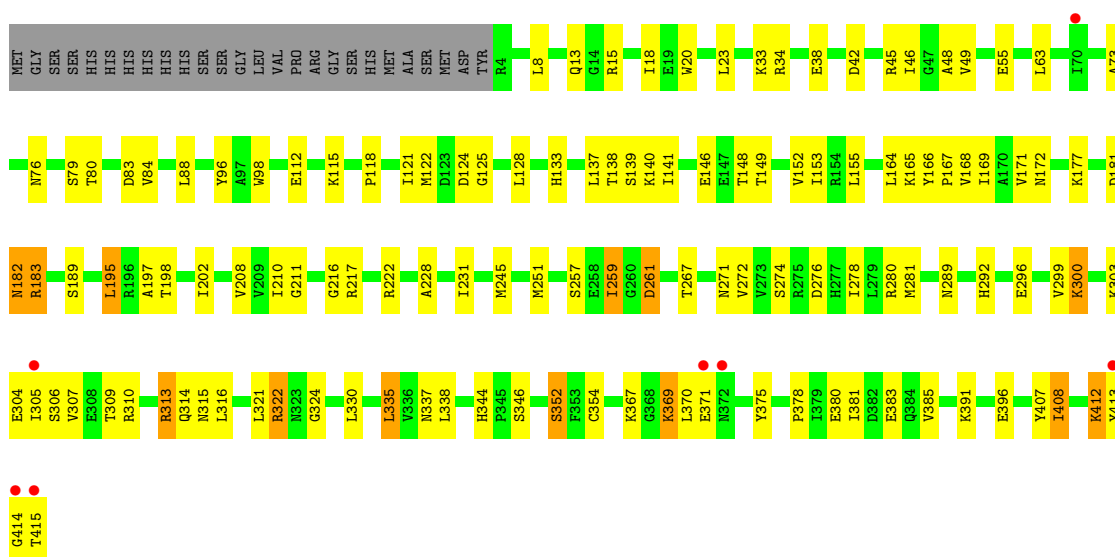 MET GLY SER SER HIS HIS HIS HIS HIS HIS SER SER GLY LEU VAL PRO ARG GLY SER HIS MET ALA SER MET ASP TYR R4 L8 Q13 G14 R15 I18 E19 W20 L23 K33 R34 E38 D42 R45 I46 G47 A48 V49 E55 L63 I70 A73
N76 S79 T80 D83 V84 L88 Y96 A97 W98 E112 K115 P118 I121 M122 D123 D124 G125 L128 H133 L137 T138 S139 K140 I141 E146 E147 T148 T149 V152 I153 R154 L155 L164 K165 Y166 P167 V168 I169 A170 V171 N172 K177 D181
N182 R183 S189 L195 R196 A197 T198 I202 V208 V209 I210 G211 G216 R217 R222 A228 I231 M245 M251 S257 E258 I259 G260 D261 T267 N271 V272 V273 S274 R275 D276 H277 I278 L279 R280 M281 N289 H292 E296 V299 K300 K303
E304 I305 S306 V307 E308 T309 R310 R313 Q314 N315 L316 L321 R322 N323 G324 L330 L335 V336 N337 L338 H344 P345 S346 S352 F353 C354 K367 G368 K369 L370 E371 N372 Y375 P378 I379 E380 I381 D382 E383 Q384 V385 K391 E396 Y407 I408 K412 Y413
G414 T415